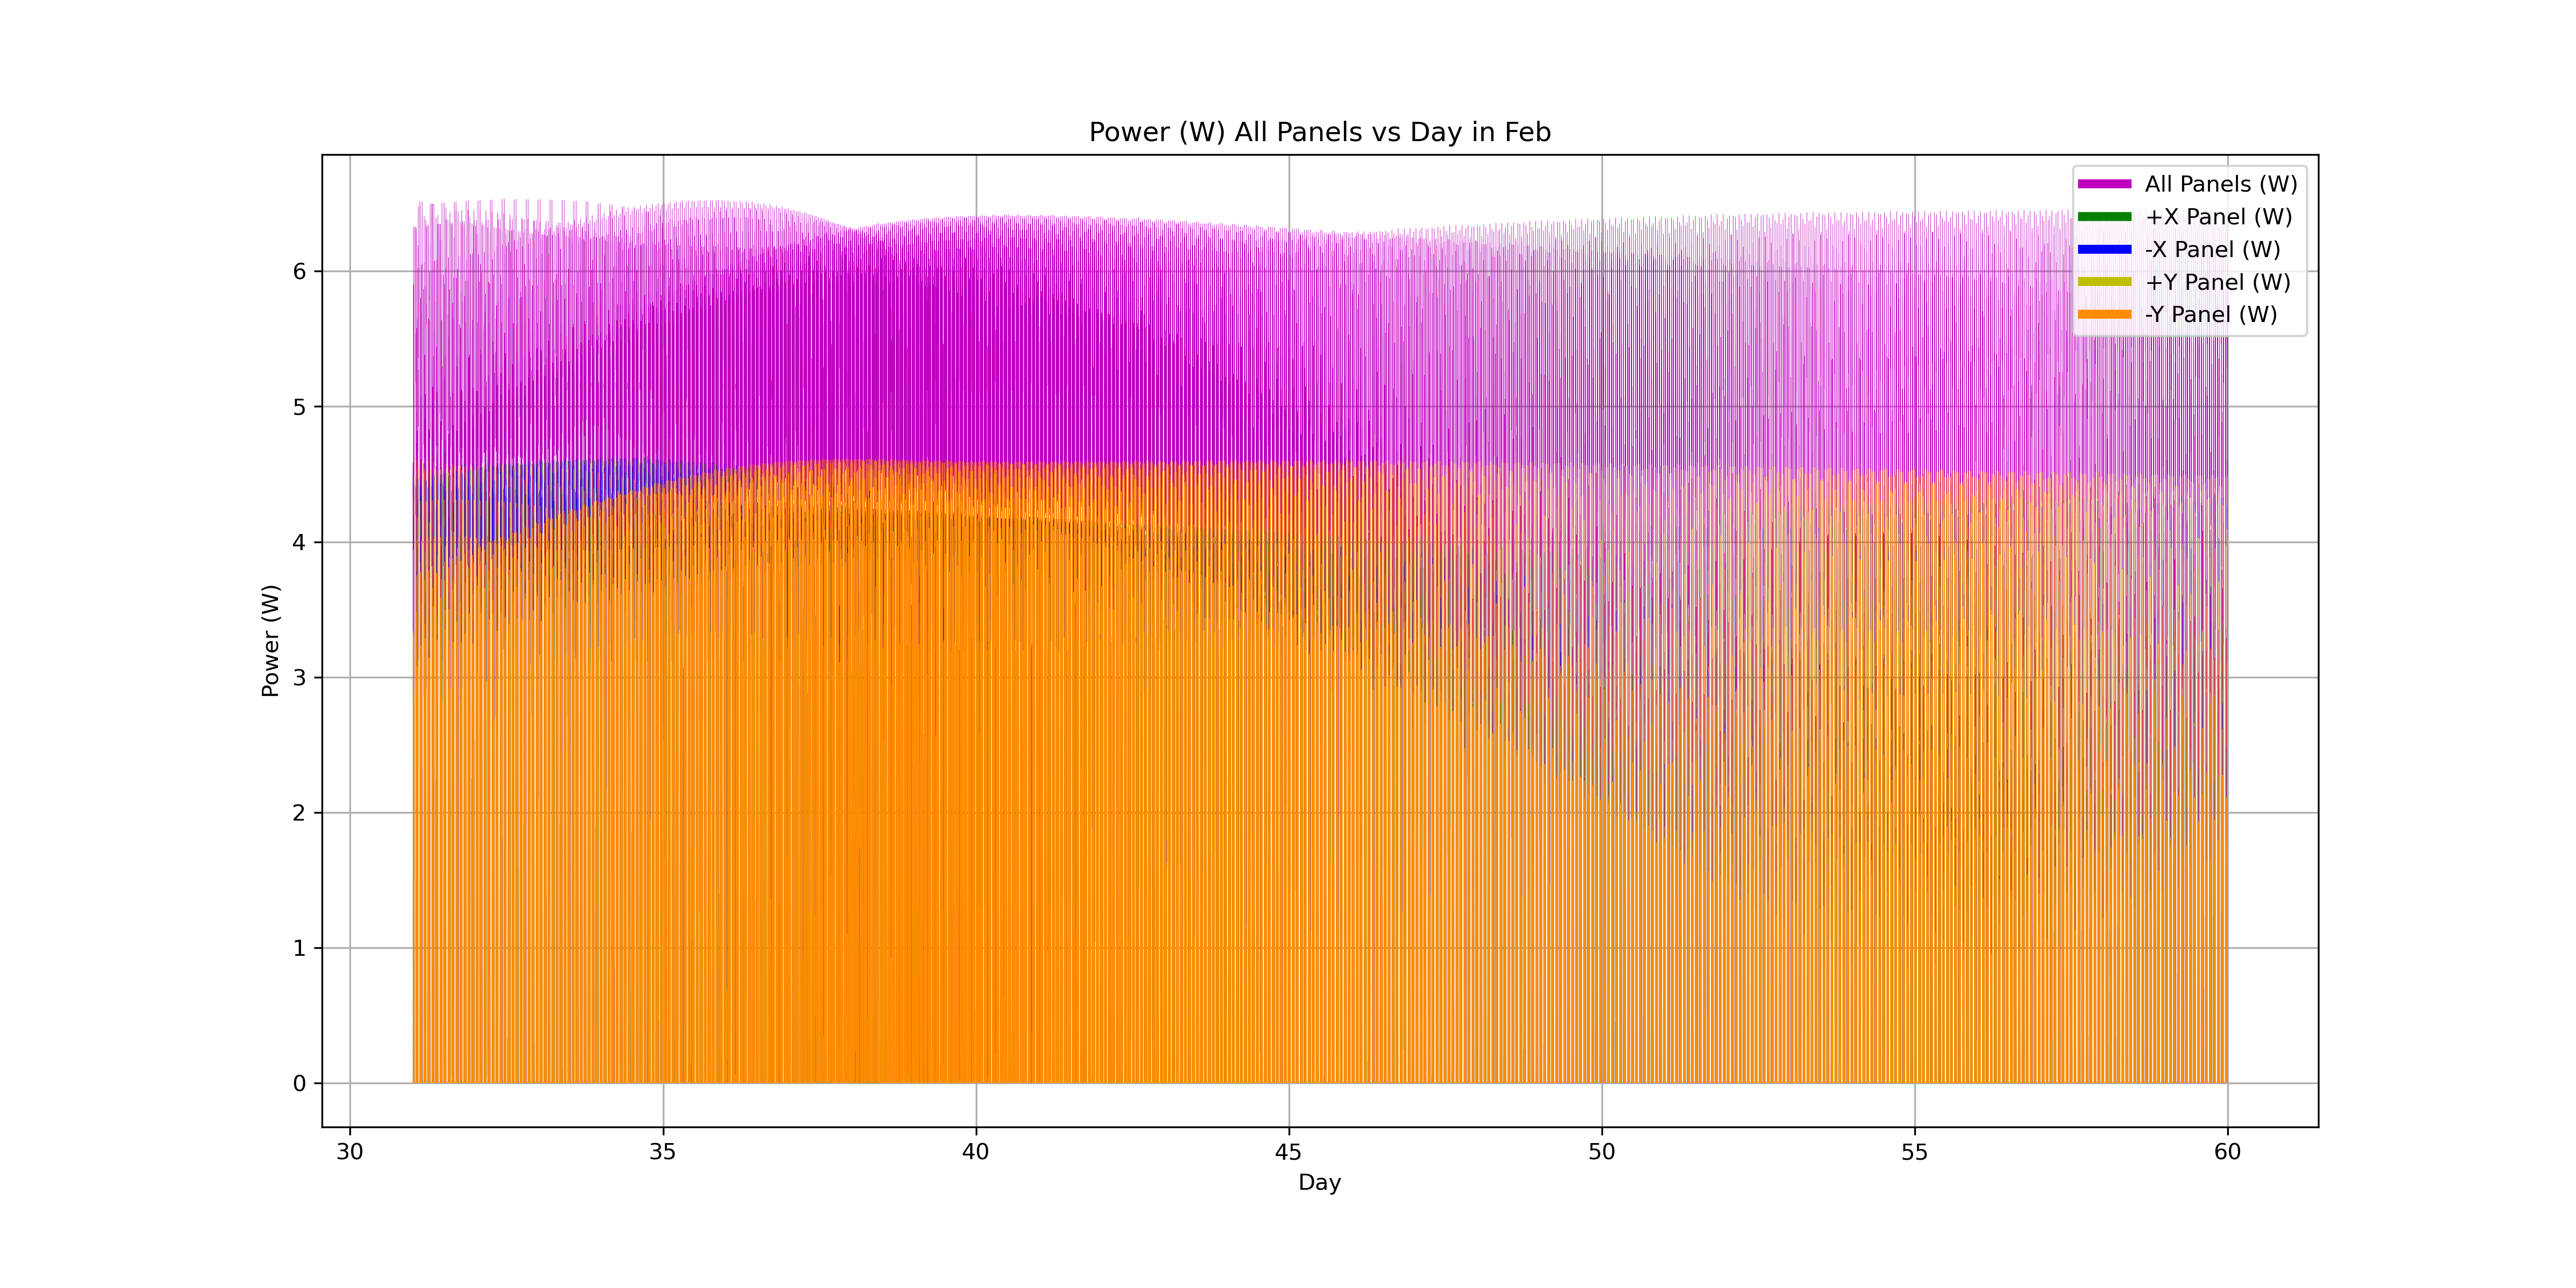 Power (W) All Panels vs Day in Feb
All Panels (W)
+X Panel (W)
-X Panel (W)
+Y Panel (W)
-Y Panel (W)
6
5
4
3
2
1
0
Power (W)
30 35 40 45 50 55 60
Day